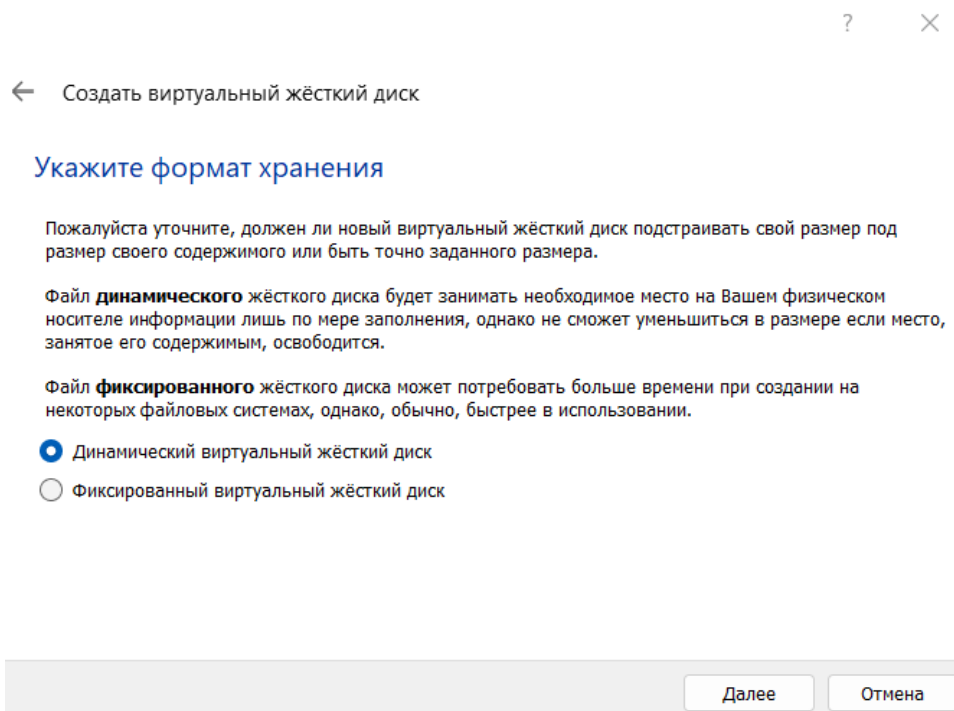 ?
Создать виртуальный жёсткий диск
Укажите формат хранения
Пожалуйста уточните, должен ли новый виртуальный жёсткий диск подстраивать свой размер под
размер своего содержимого или быть точно заданного размера.
Файл динамического жёсткого диска будет занимать необходимое место на Вашем физическом
носителе информации лишь по мере заполнения, однако не сможет уменьшиться в размере если место,
занятое его содержимым, освободится.
Файл фиксированного жёсткого диска может потребовать больше времени при создании на
некоторых файловых системах, однако, обычно, быстрее в использовании.
Динамический виртуальный жёсткий диск
Фиксированный виртуальный жёсткий диск
Далее
Отмена